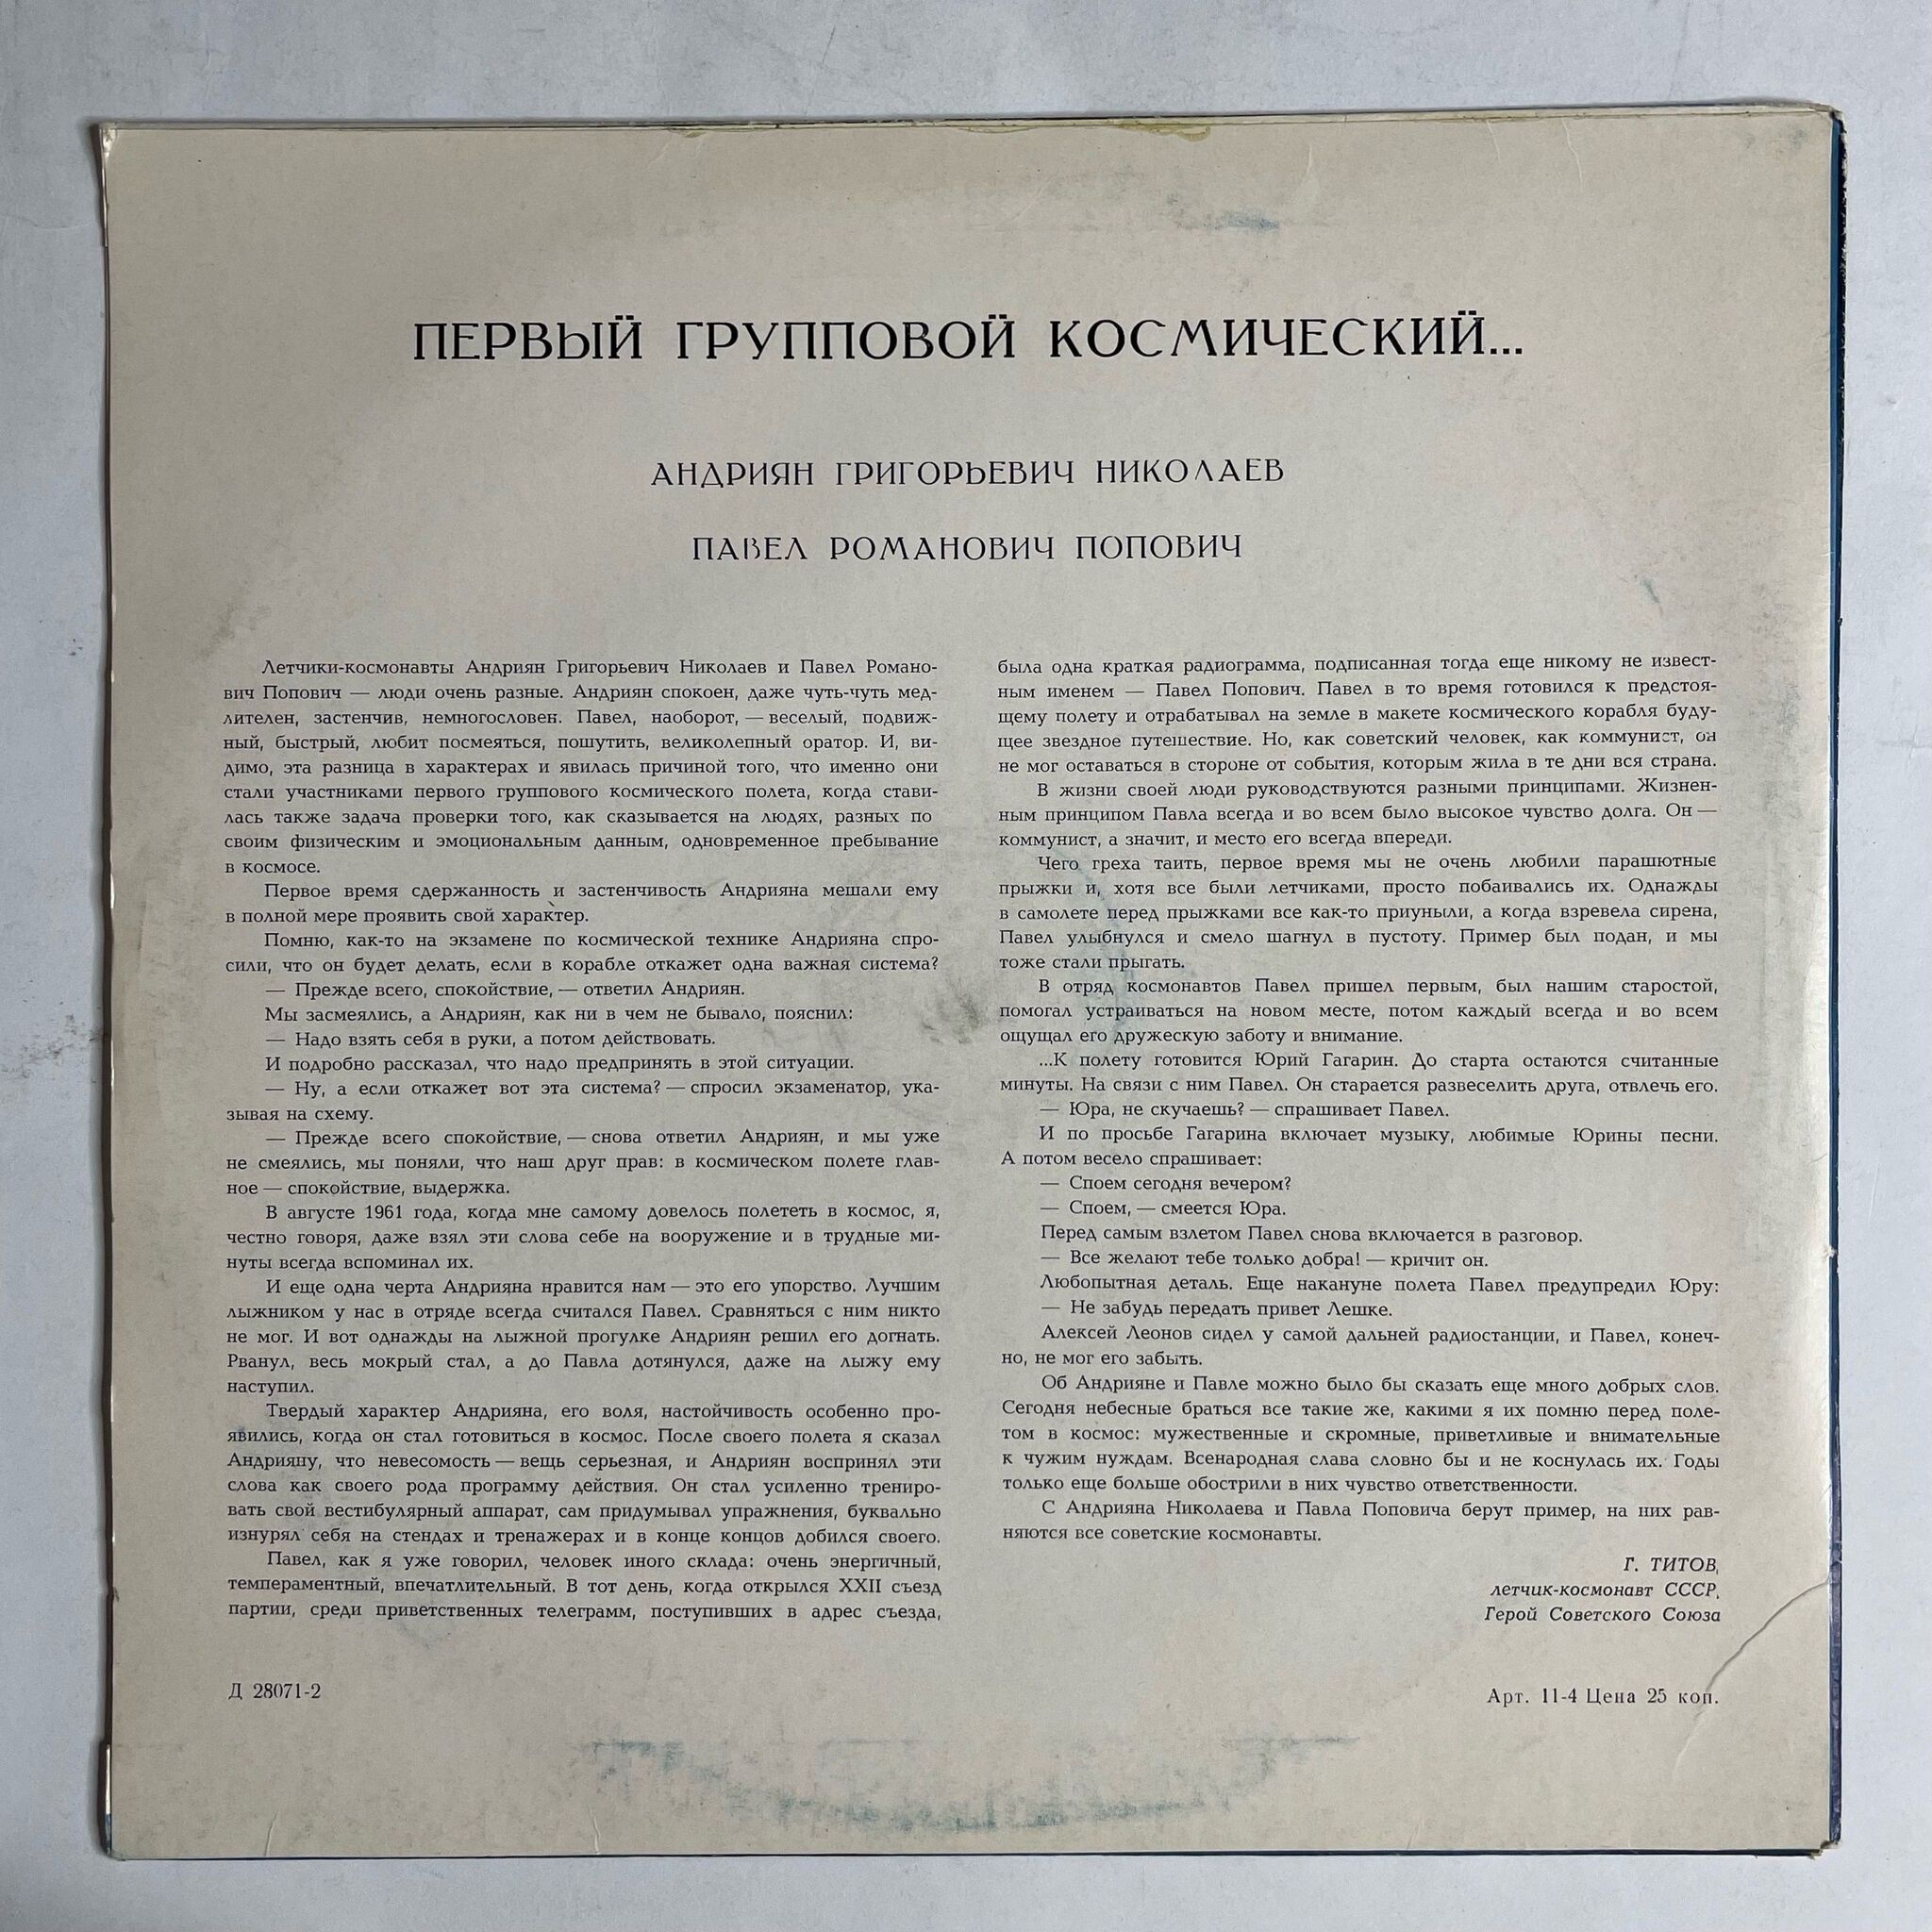 ПЕРВЫЙ ГРУППОВОЙ КОСМИЧЕСКИЙ...
АНДРИЯН ГРИГОРЬЕВИЧ НИКОЛАЕВ
ПАВЕЛ РОМАНОВИЧ ПОПОВИЧ
Летчики-космонавты Андриян Григорьевич Николаев и Павел Романо-
вич Попович — люди очень разные. Андриян спокоен, даже чуть-чуть мед-
лителен, застенчив, немногословен. Павел, наоборот, — веселый, подвиж-
ный, быстрый, любит посмеяться, пошутить, великолепный оратор. И, ви-
димо, эта разница в характерах и явилась причиной того, что именно они
стали участниками первого группового космического полета, когда стави-
лась также задача проверки того, как сказывается на людях, разных по
своим физическим и эмоциональным данным, одновременное пребывание
в космосе.
Первое время сдержанность и застенчивость Андрияна мешали ему
в полной мере проявить свой характер.
Помню, как-то на экзамене по космической технике Андрияна спро-
сили, что он будет делать, если в корабле откажет одна важная система?
— Прежде всего, спокойствие, — ответил Андриян.
Мы засмеялись, а Андриян, как ни в чем не бывало, пояснил:
— Надо взять себя в руки, а потом действовать.
И подробно рассказал, что надо предпринять в этой ситуации.
— Ну, а если откажет вот эта система? — спросил экзаменатор, ука-
зывая на схему.
— Прежде всего спокойствие, — снова ответил Андриян, и мы уже
не смеялись, мы поняли, что наш друг прав: в космическом полете глав-
ное — спокойствие, выдержка.
В августе 1961 года, когда мне самому довелось полететь в космос, я,
честно говоря, даже взял эти слова себе на вооружение и в трудные ми-
нуты всегда вспоминал их.
И еще одна черта Андрияна нравится нам — это его упорство. Лучшим
лыжником у нас в отряде всегда считался Павел. Сравняться с ним никто
не мог. И вот однажды на лыжной прогулке Андриян решил его догнать.
Рванул, весь мокрый стал, а до Павла дотянулся, даже на лыжу ему
наступил.
Твердый характер Андрияна, его воля, настойчивость особенно про-
явились, когда он стал готовиться в космос. После своего полета я сказал
Андрияну, что невесомость — вещь серьезная, и Андриян воспринял эти
слова как своего рода программу действия. Он стал усиленно трениро-
вать свой вестибулярный аппарат, сам придумывал упражнения, буквально
изнурял себя на стендах и тренажерах и в конце концов добился своего.
Павел, как я уже говорил, человек иного склада: очень энергичный,
темпераментный, впечатлительный. В тот день, когда открылся XXII съезд
партии, среди приветственных телеграмм, поступивших в адрес съезда,
была одна краткая радиограмма, подписанная тогда еще никому не извест-
ным именем — Павел Попович. Павел в то время готовился к предстоя-
щему полету и отрабатывал на земле в макете космического корабля буду-
щее звездное путешествие. Но, как советский человек, как коммунист, он
не мог оставаться в стороне от события, которым жила в те дни вся страна.
В жизни своей люди руководствуются разными принципами. Жизнен-
ным принципом Павла всегда и во всем было высокое чувство долга. Он —
коммунист, а значит, и место его всегда впереди.
Чего греха таить, первое время мы не очень любили парашютные
прыжки и, хотя все были летчиками, просто побаивались их. Однажды
в самолете перед прыжками все как-то приуныли, а когда взревела сирена,
Павел улыбнулся и смело шагнул в пустоту. Пример был подан, и мы
тоже стали прыгать.
В отряд космонавтов Павел пришел первым, был нашим старостой,
помогал устраиваться на новом месте, потом каждый всегда и во всем
ощущал его дружескую заботу и внимание.
...К полету готовится Юрий Гагарин. До старта остаются считанные
минуты. На связи с ним Павел. Он старается развеселить друга, отвлечь его.
— Юра, не скучаешь? — спрашивает Павел.
И по просьбе Гагарина включает музыку, любимые Юрины песни.
А потом весело спрашивает:
— Споем сегодня вечером?
— Споем, — смеется Юра.
Перед самым взлетом Павел снова включается в разговор.
— Все желают тебе только добра! — кричит он.
Любопытная деталь. Еще накануне полета Павел предупредил Юру:
— Не забудь передать привет Лешке.
Алексей Леонов сидел у самой дальней радиостанции, и Павел, конеч-
но, не мог его забыть.
Об Андрияне и Павле можно было бы сказать еще много добрых слов.
Сегодня небесные браться все такие же, какими я их помню перед поле-
том в космос: мужественные и скромные, приветливые и внимательные
к чужим нуждам. Всенародная слава словно бы и не коснулась их. Годы
только еще больше обострили в них чувство ответственности.
С Андрияна Николаева и Павла Поповича берут пример, на них рав-
няются все советские космонавты.
Г. ТИТОВ,
летчик-космонавт СССР,
Герой Советского Союза
Д 28071-2
Арт. 11-4 Цена 25 коп.